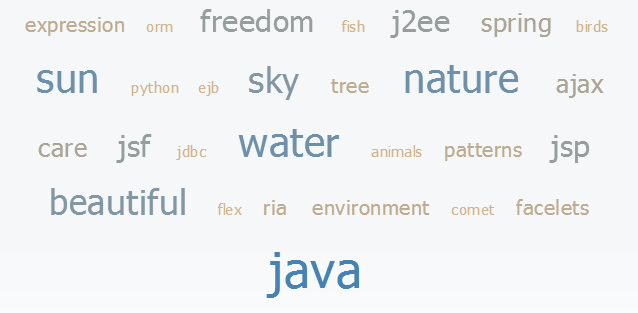 expression orm freedom fish j2ee spring birds
sun python ejb sky tree nature ajax
care jsf jdbc water animals patterns jsp
beautiful flex ria environment comet facelets
java